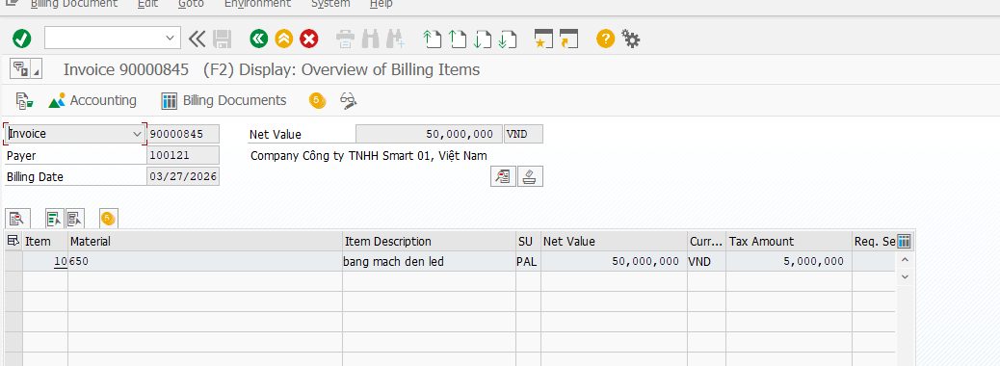 Billing Document Edit Goto Environment System Help
Invoice 90000845 (F2) Display: Overview of Billing Items
Accounting Billing Documents
Invoice 90000845 Net Value 50,000,000 VND
Payer 100121 Company Công ty TNHH Smart 01, Việt Nam
Billing Date 03/27/2026
Item Material Item Description SU Net Value Curr... Tax Amount Req. Se
10 650 bang mach den led PAL 50,000,000 VND 5,000,000